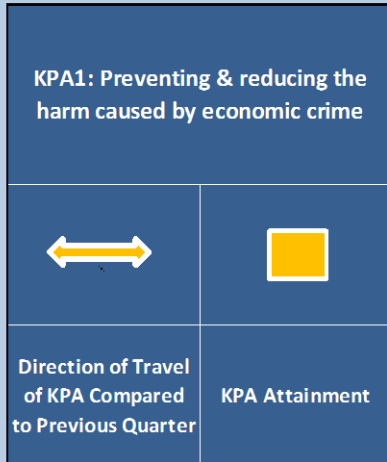 KPA1: Preventing & reducing the
harm caused by economic crime
Direction of Travel
of KPA Compared
to Previous Quarter
KPA Attainment